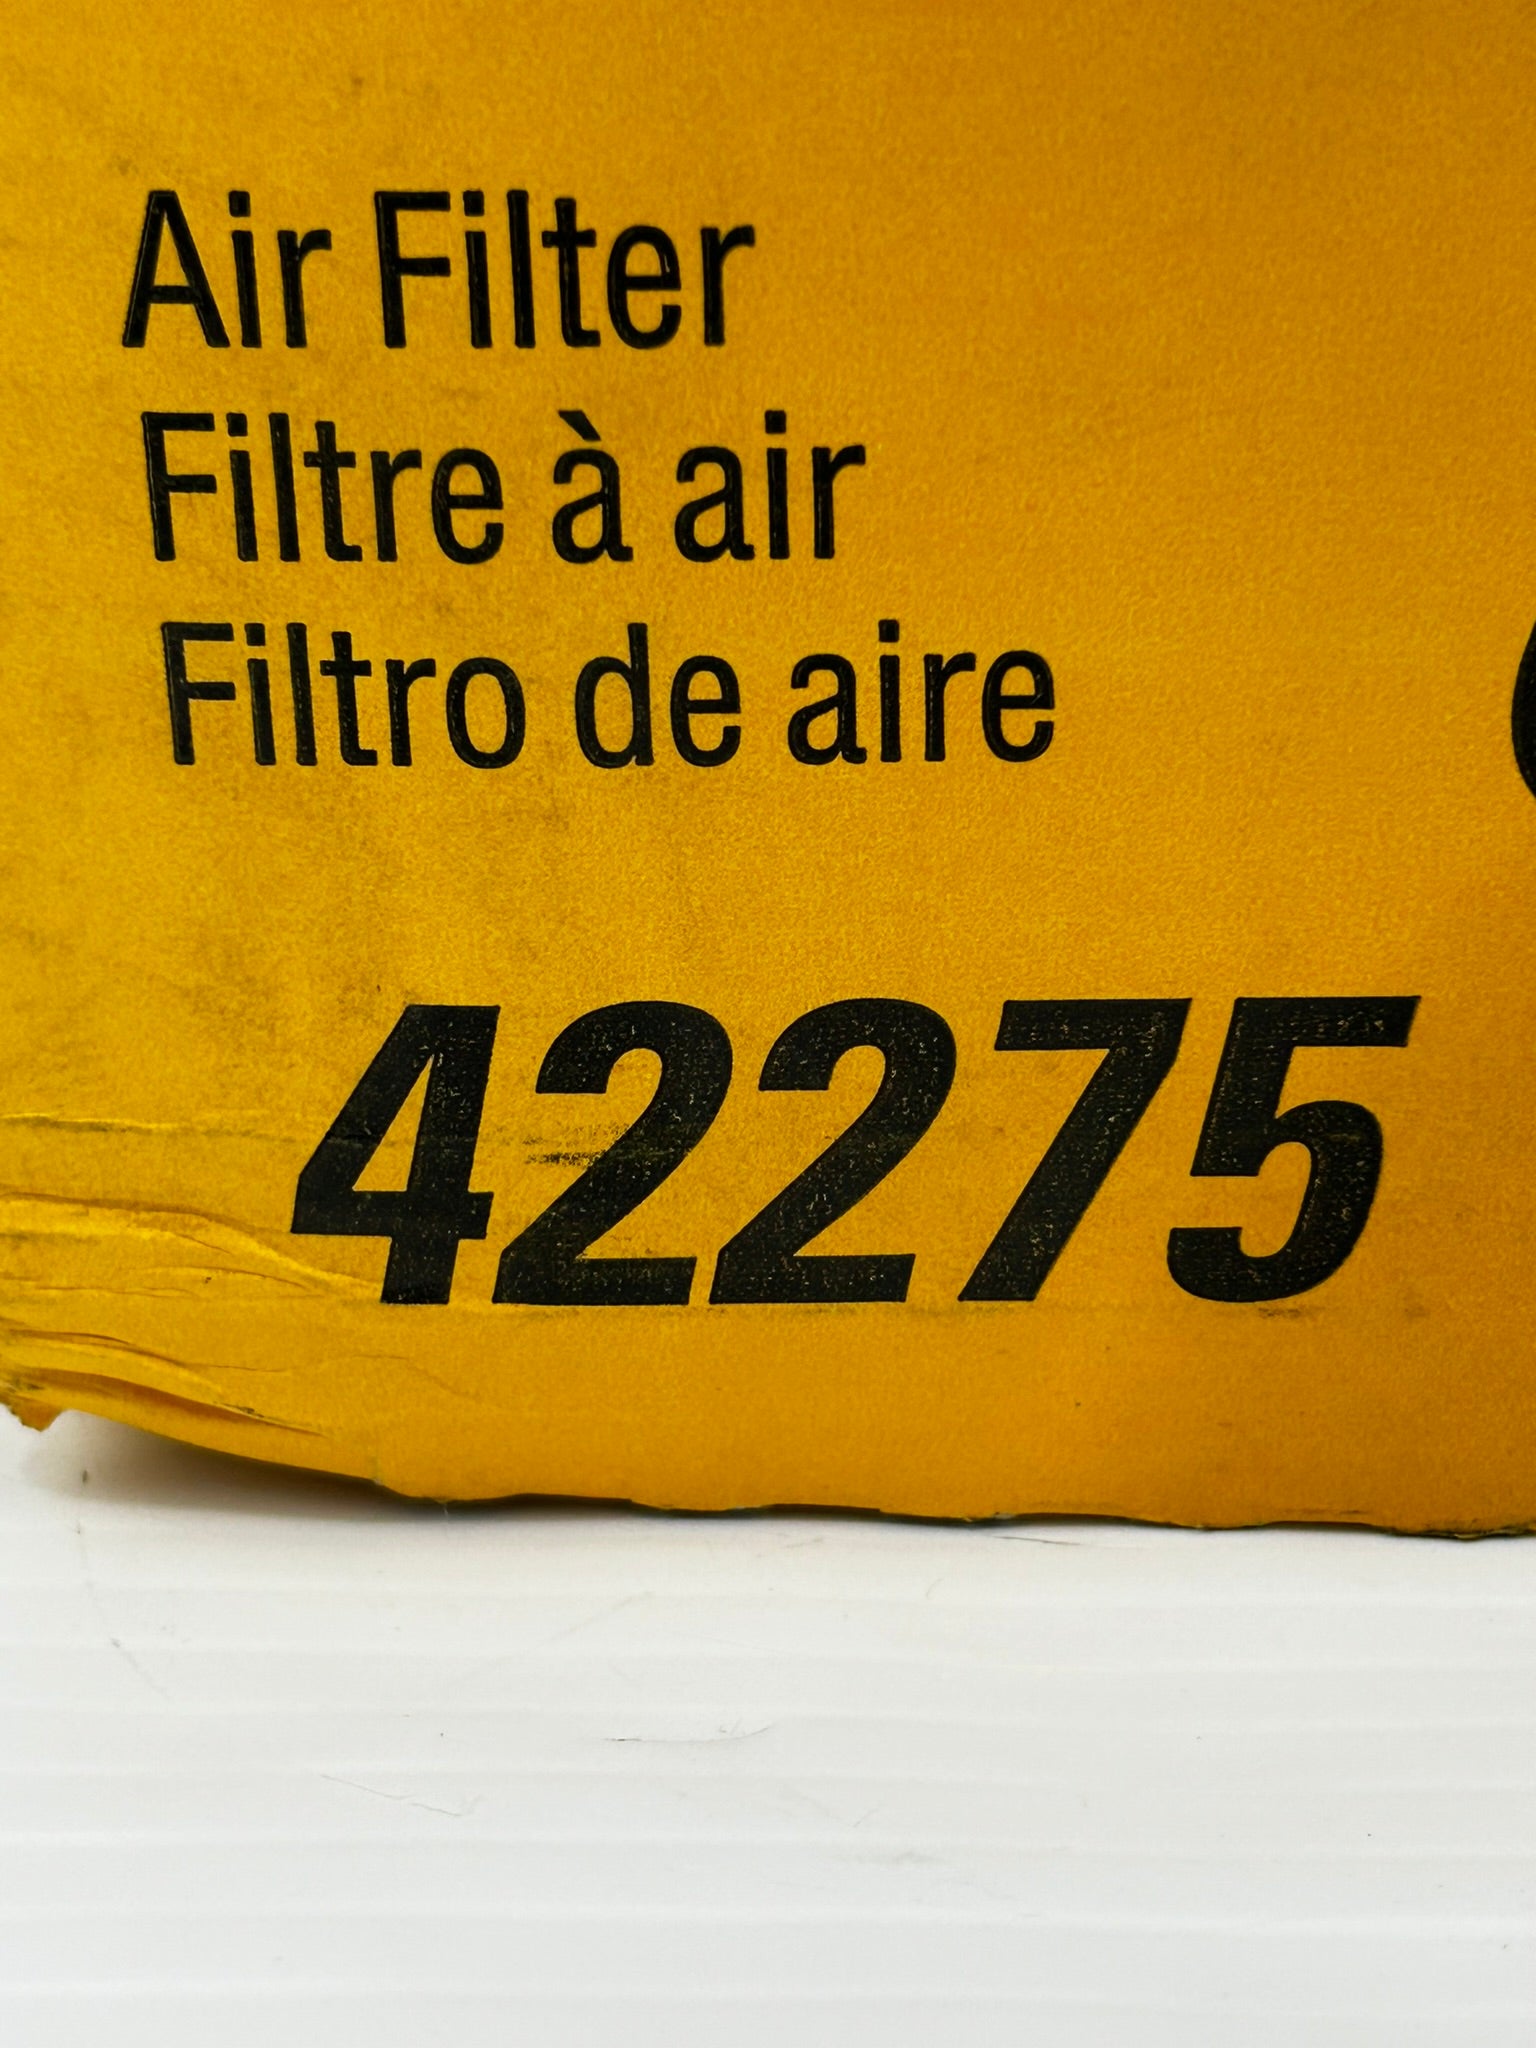 Air Filter
Filtre à air
Filtro de aire
42275